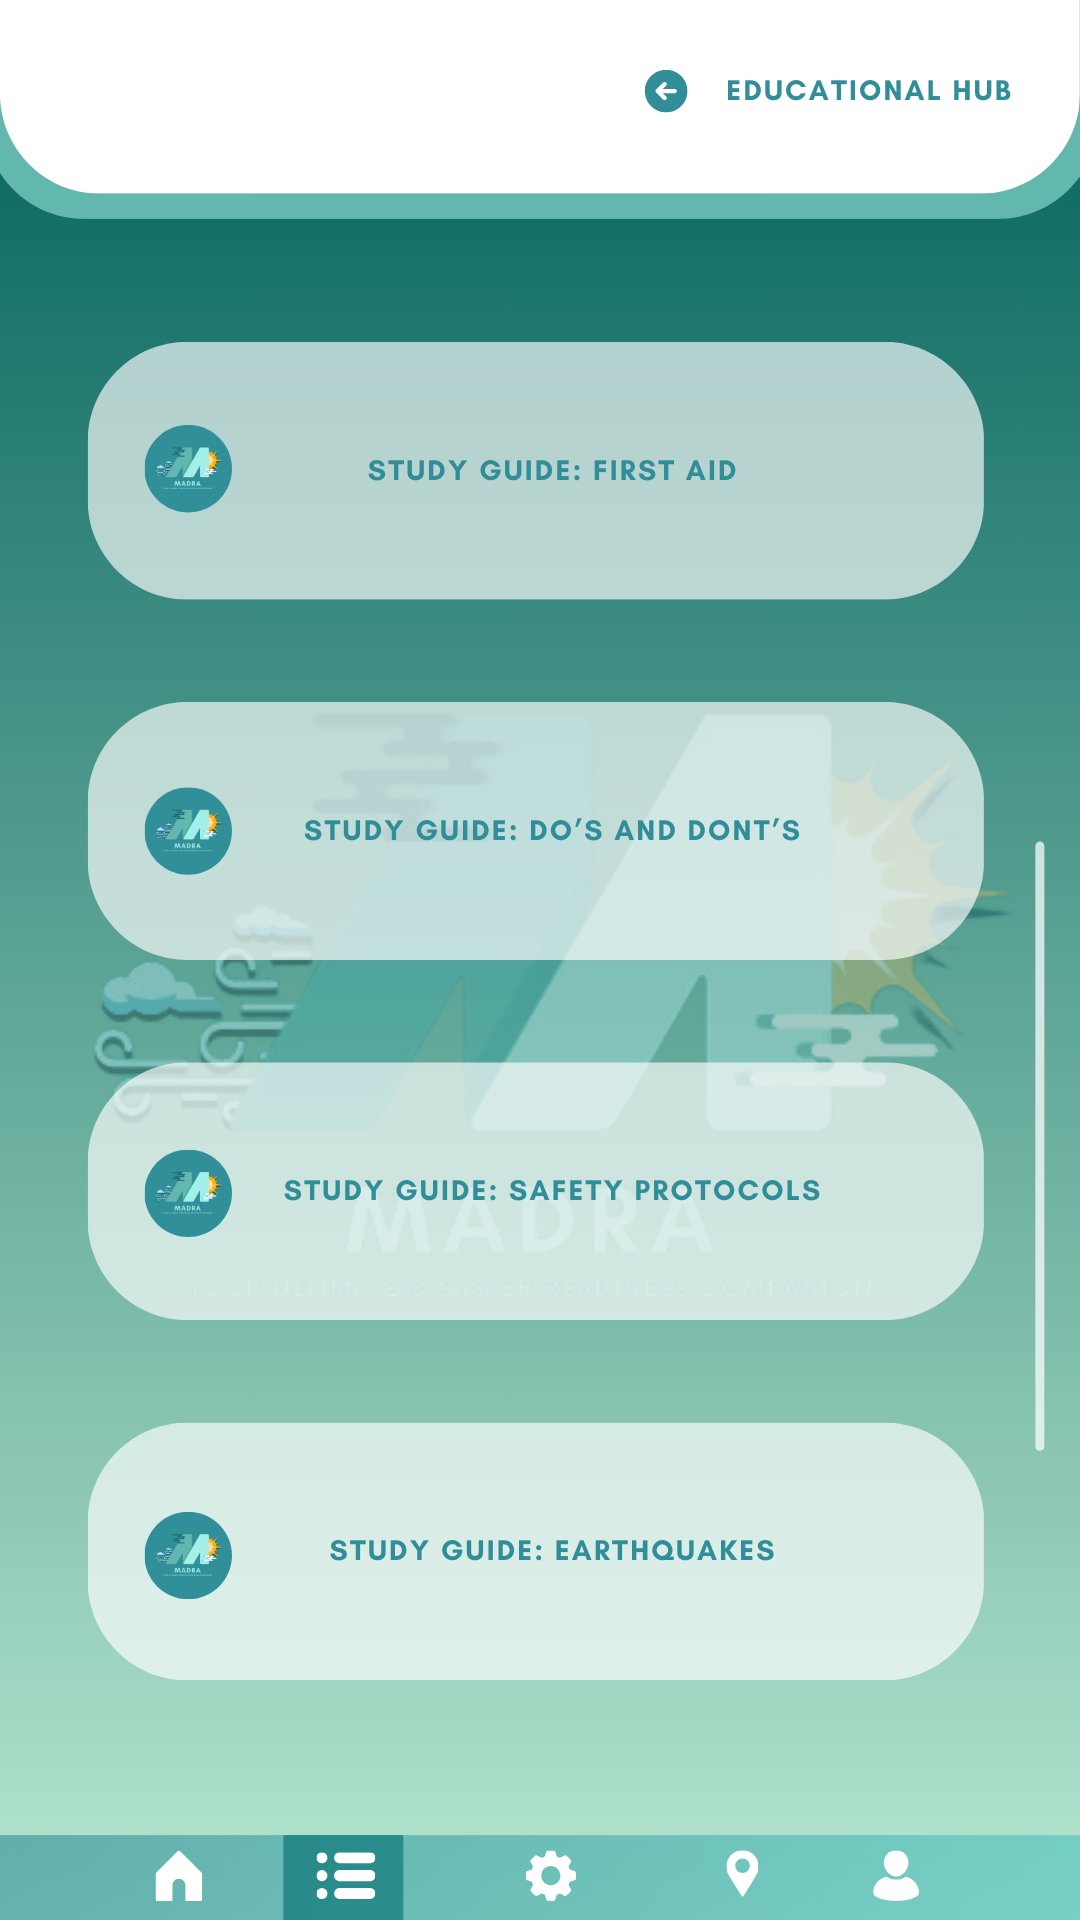 EDUCATIONAL HUB
MADRA
STUDY GUIDE: FIRST AID
MADRA
STUDY GUIDE: DO’S AND DONT’S
MADRA
STUDY GUIDE: SAFETY PROTOCOLS
MADRA
YOUR ULTIMATE DISASTER READINESS COMPANION
MADRA
STUDY GUIDE: EARTHQUAKES